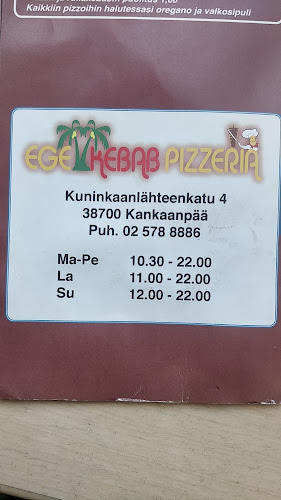 Kaikkiin pizzoihin halutessasi oregano ja valkosipuli
EGE KEBAB PIZZERIA
Kuninkaanlähteenkatu 4
38700 Kankaanpää
Puh. 02 578 8886
Ma-Pe 10.30 - 22.00
La 11.00 - 22.00
Su 12.00 - 22.00